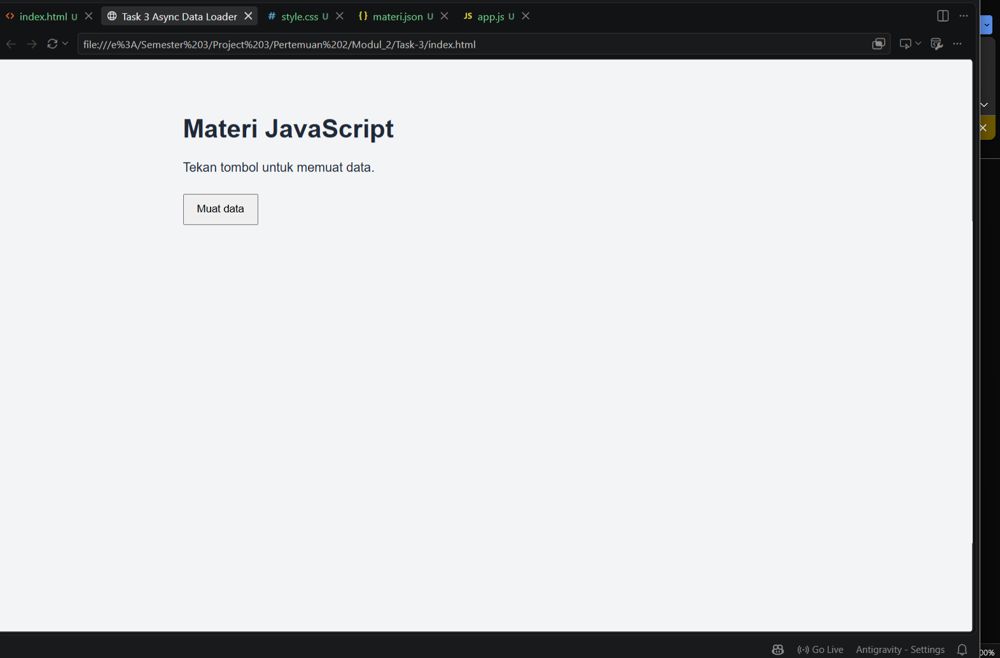 index.html U
Task 3 Async Data Loader
# style.css U
{} materi.json U
JS app.js U
file:///e%3A/Semester%203/Project%203/Pertemuan%202/Modul_2/Task-3/index.html
Materi JavaScript
Tekan tombol untuk memuat data.
Muat data
Go Live
Antigravity - Settings
00%